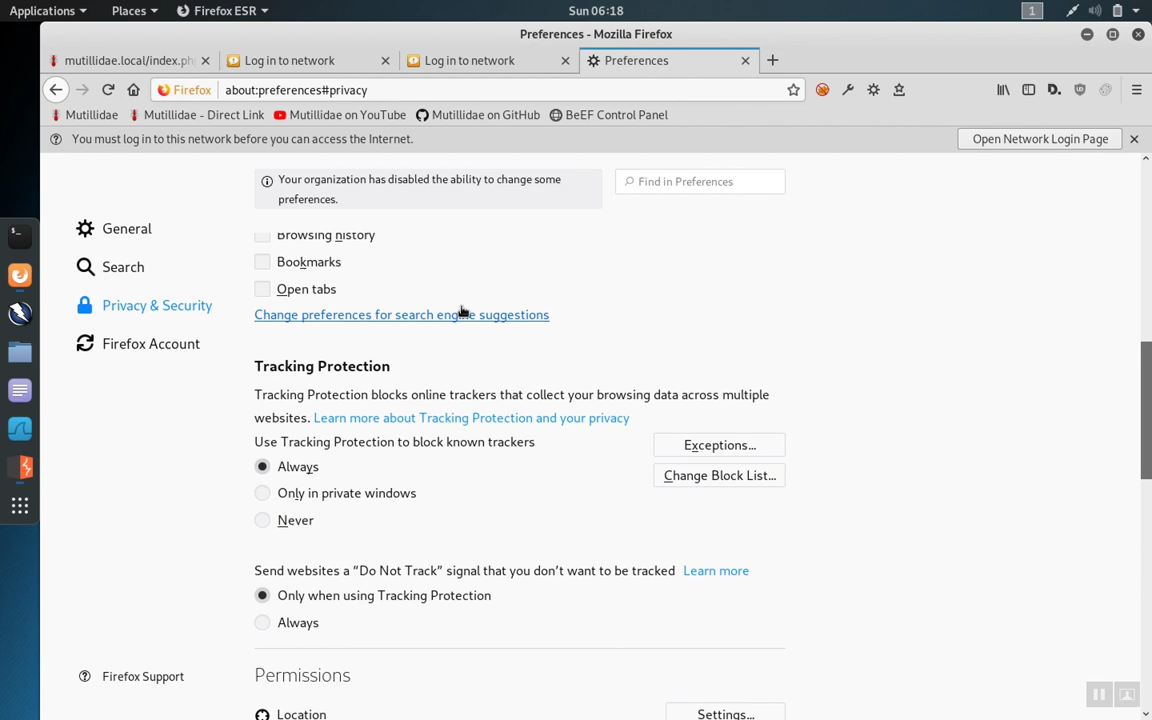 Applications Places Firefox ESR Sun 06:18 1
Preferences - Mozilla Firefox
mutillidae.local/index.ph Log in to network Log in to network Preferences
Firefox about:preferences#privacy
Mutillidae Mutillidae - Direct Link Mutillidae on YouTube Mutillidae on GitHub BeEF Control Panel
You must log in to this network before you can access the Internet. Open Network Login Page
Your organization has disabled the ability to change some
preferences.
Find in Preferences
General
Search
Privacy & Security
Firefox Account
Browsing history
Bookmarks
Open tabs
Change preferences for search engine suggestions
Tracking Protection
Tracking Protection blocks online trackers that collect your browsing data across multiple
websites. Learn more about Tracking Protection and your privacy
Use Tracking Protection to block known trackers
Exceptions...
Always
Change Block List...
Only in private windows
Never
Send websites a “Do Not Track” signal that you don’t want to be tracked Learn more
Only when using Tracking Protection
Always
Firefox Support
Permissions
Location
Settings...